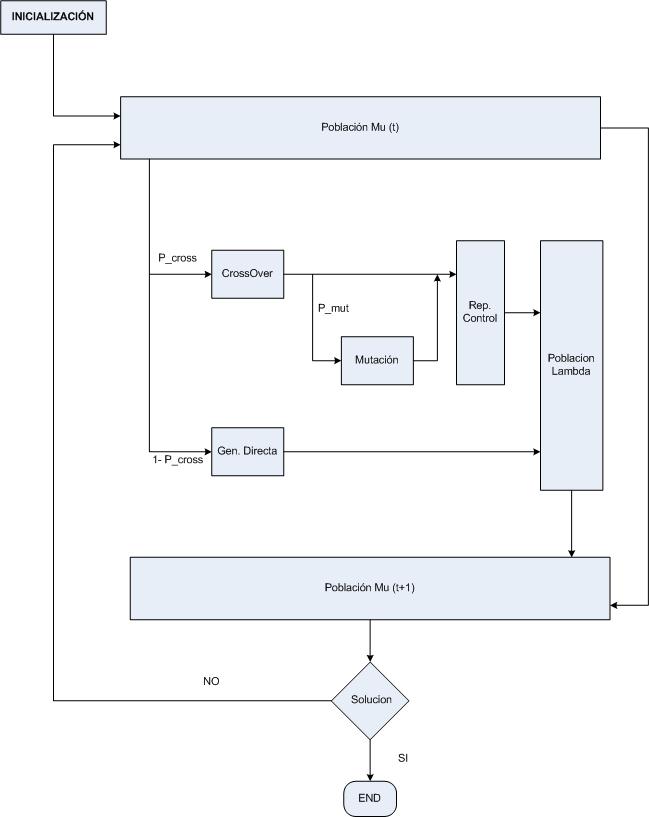 INICIALIZACIÓN
Población Mu (t)
P_cross
CrossOver
P_mut
Mutación
Rep.
Control
Poblacion
Lambda
Gen. Directa
1- P_cross
Población Mu (t+1)
Solucion
NO
SI
END